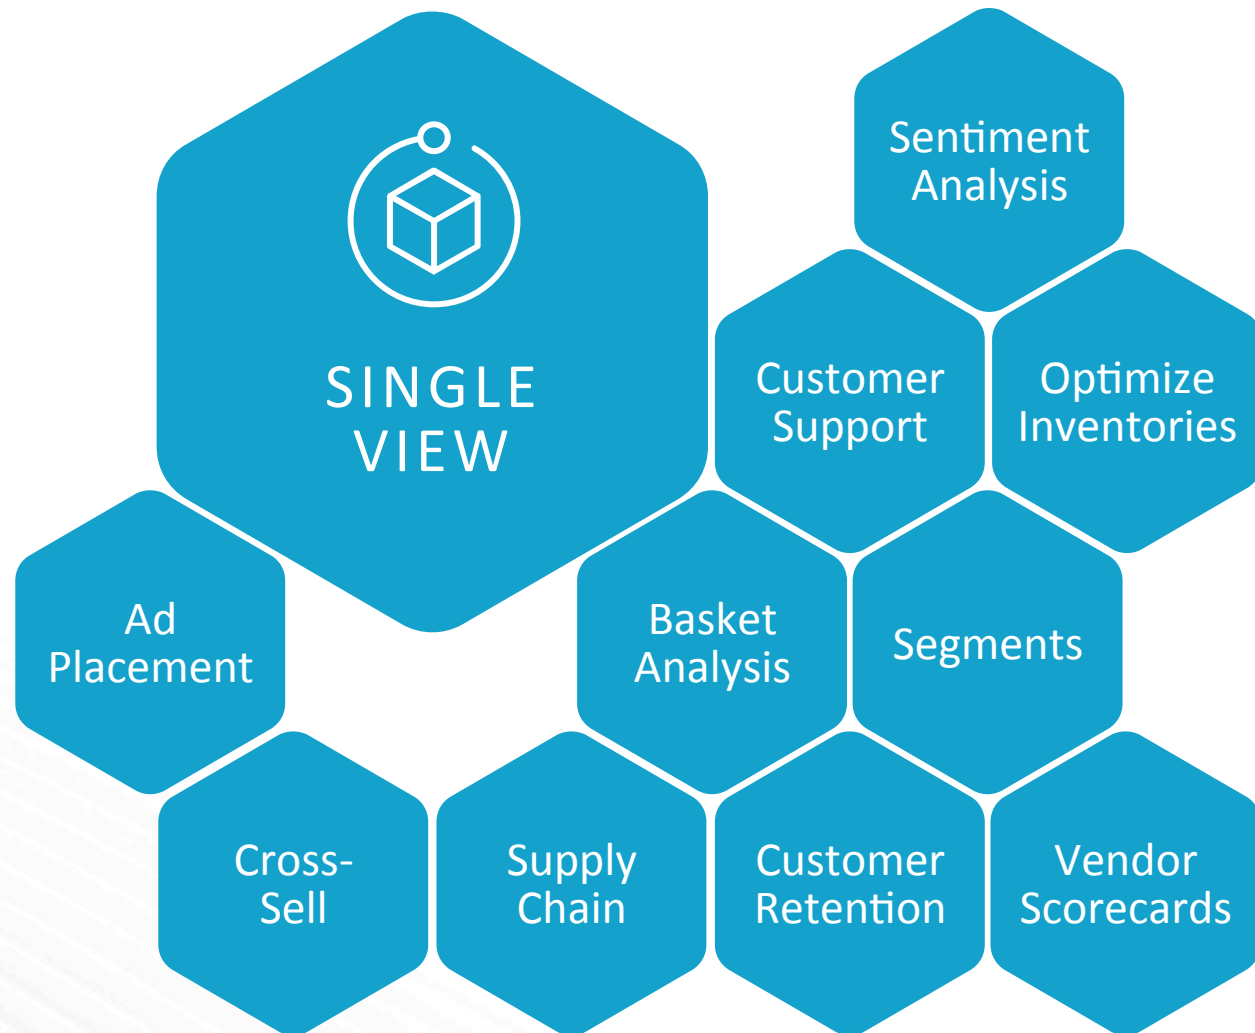 SINGLE
VIEW
Sentiment
Analysis
Customer
Support
Optimize
Inventories
Ad
Placement
Basket
Analysis
Segments
Cross-
Sell
Supply
Chain
Customer
Retention
Vendor
Scorecards